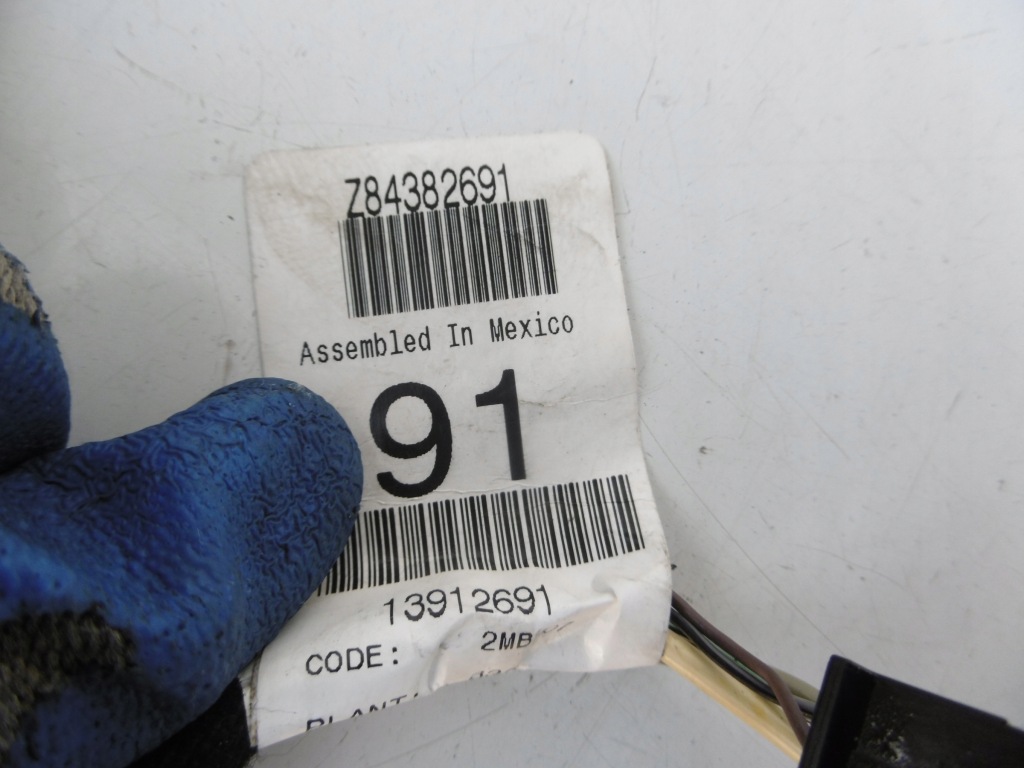 Z84382691
Assembled In Mexico
91
13912691
CODE: